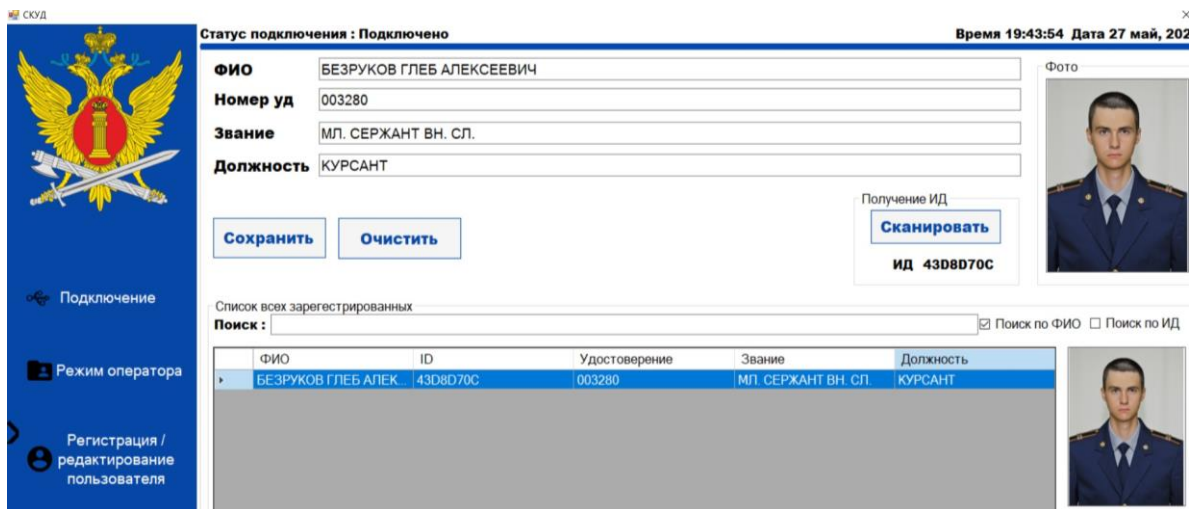 СКУД
Статус подключения : Подключено
Время 19:43:54 Дата 27 май, 202
ФИО БЕЗРУКОВ ГЛЕБ АЛЕКСЕЕВИЧ
Фото
Номер уд 003280
Звание МЛ. СЕРЖАНТ ВН. СЛ.
Должность КУРСАНТ
Получение ИД
Сохранить Очистить
Сканировать
ИД 43D8D70C
Подключение
Список всех зарегестрированных
Поиск :
Поиск по ФИО Поиск по ИД
ФИО ID Удостоверение Звание Должность
БЕЗРУКОВ ГЛЕБ АЛЕК... 43D8D70C 003280 МЛ. СЕРЖАНТ ВН. СЛ. КУРСАНТ
Режим оператора
Регистрация /
редактирование
пользователя